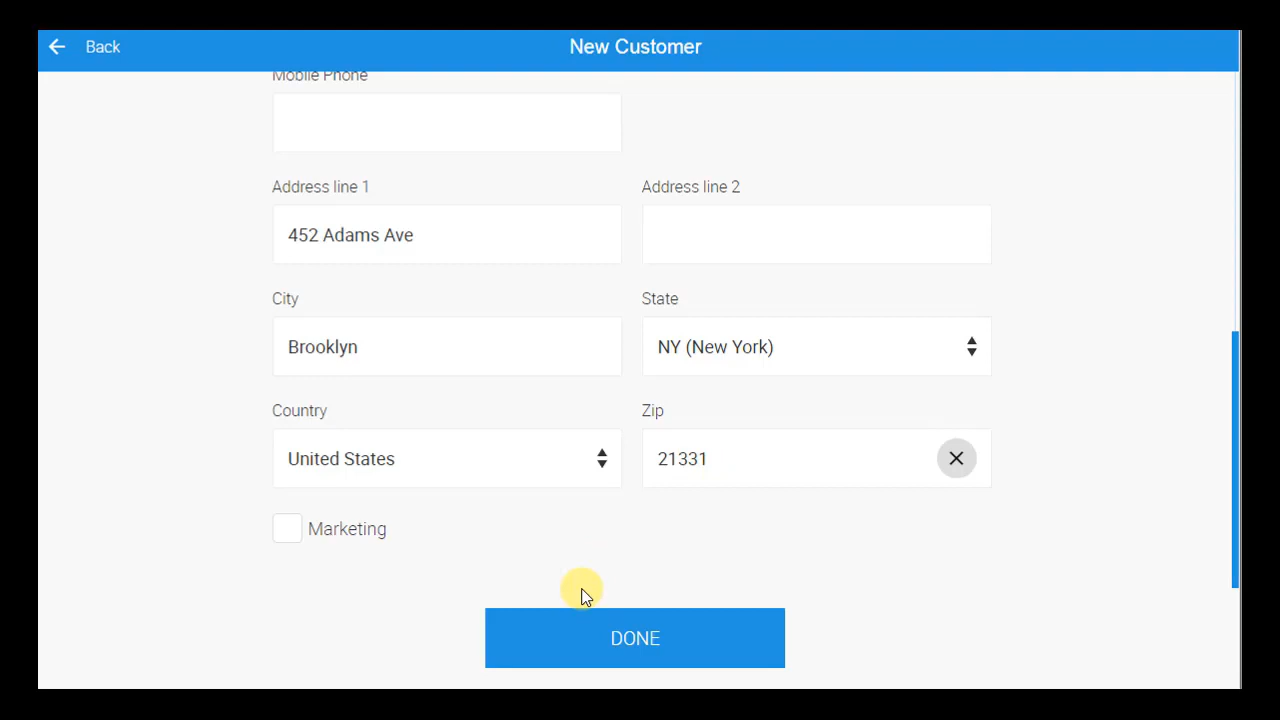 Back
New Customer
Mobile Phone
Address line 1
Address line 2
452 Adams Ave
City
State
Brooklyn
NY (New York)
Country
Zip
United States
21331
Marketing
DONE